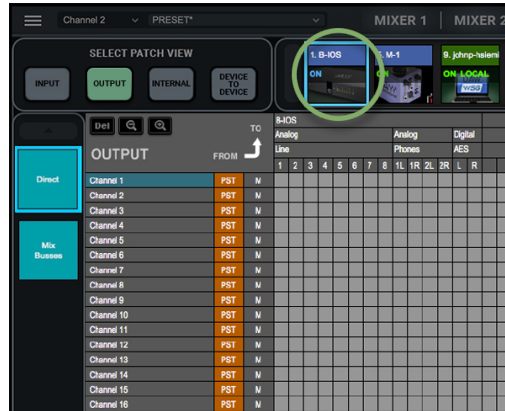 Channel 2 PRESET* MIXER 1 MIXER 2
SELECT PATCH VIEW
INPUT OUTPUT INTERNAL DEVICE TO DEVICE
1. B-IOS M-1 9. johnp-hsiemi
ON ON ON LOCAL
WSG
Del
TO
OUTPUT FROM
B-IOS
Analog Analog Digital
Line Phones AES
1 2 3 4 5 6 7 8 1L 1R 2L 2R L R
Direct
Mix Busses
Channel 1 PST M
Channel 2 PST M
Channel 3 PST M
Channel 4 PST M
Channel 5 PST M
Channel 6 PST M
Channel 7 PST M
Channel 8 PST M
Channel 9 PST M
Channel 10 PST M
Channel 11 PST M
Channel 12 PST M
Channel 13 PST M
Channel 14 PST M
Channel 15 PST M
Channel 16 PST M